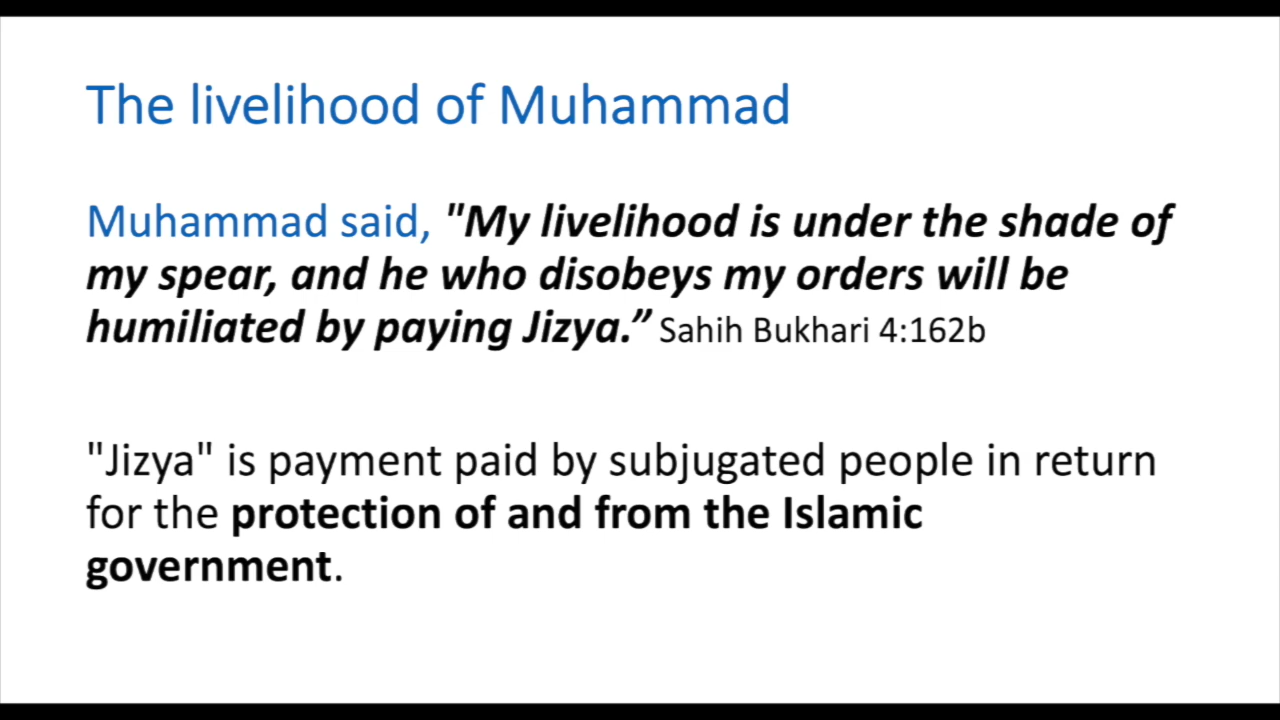 The livelihood of Muhammad
Muhammad said, "My livelihood is under the shade of
my spear, and he who disobeys my orders will be
humiliated by paying Jizya.” Sahih Bukhari 4:162b
"Jizya" is payment paid by subjugated people in return
for the protection of and from the Islamic
government.